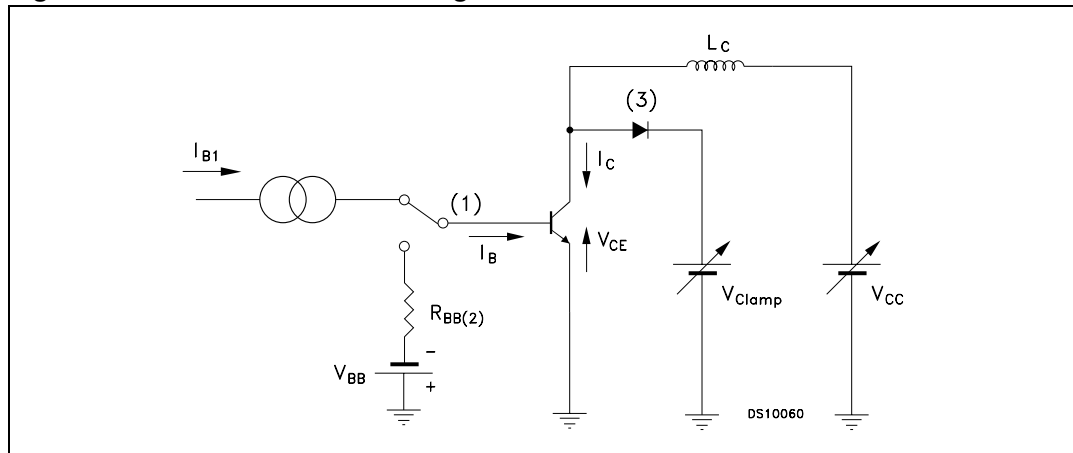 L_C
(3)
I_B1
I_C
(1)
I_B
V_CE
V_Clamp
V_CC
R_BB(2)
V_BB
-
+
DS10060